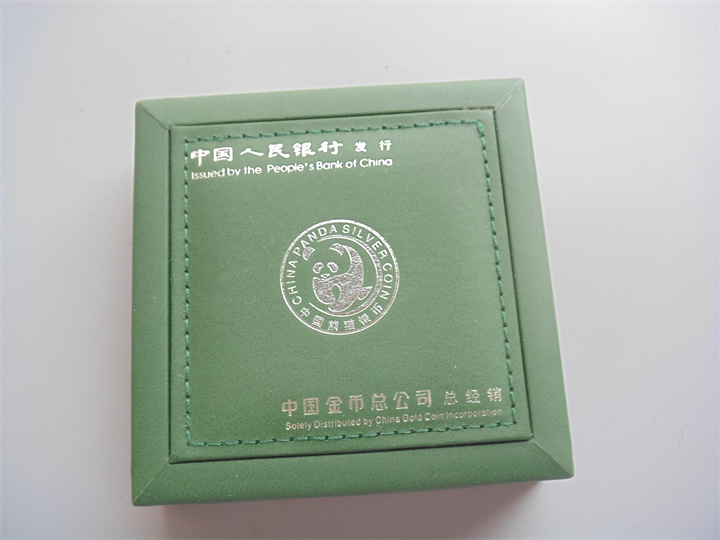 中国人民银行 发行
Issued by the People's Bank of China
CHINA PANDA SILVER COIN
中国熊猫银币
中国金币总公司 总经销
Solely Distributed by China Gold Coin Incorporation